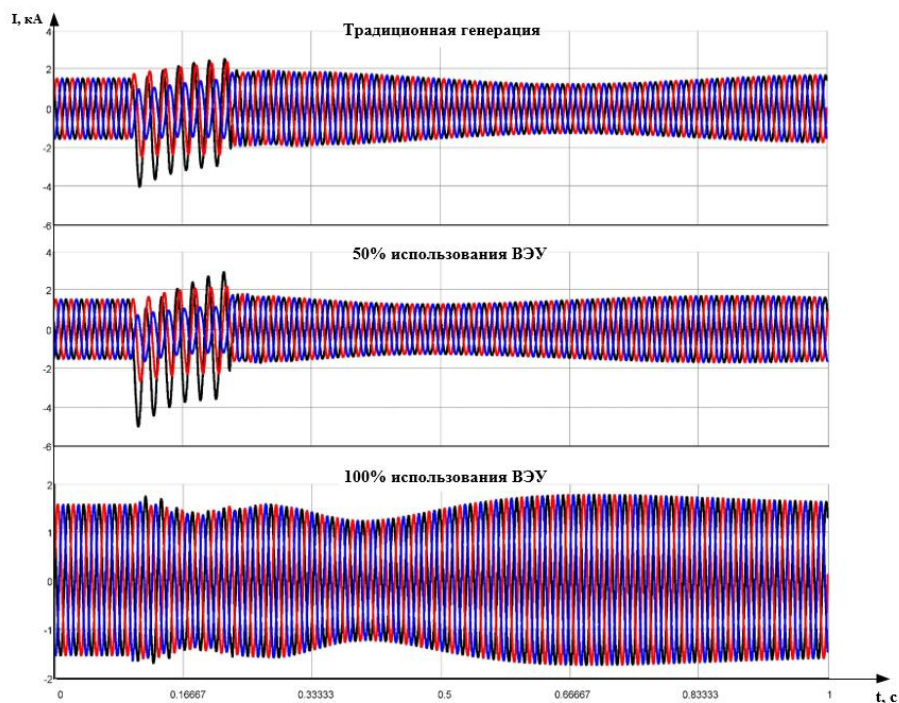 I, кА
Традиционная генерация
4
2
0
-2
-4
-6
50% использования ВЭУ
4
2
0
-2
-4
-6
100% использования ВЭУ
2
1
0
-1
-2
0 0.16667 0.33333 0.5 0.66667 0.83333 1
t, с